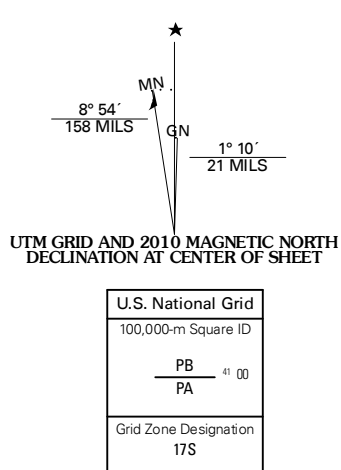 MN
8° 54´
158 MILS
GN
1° 10´
21 MILS
UTM GRID AND 2010 MAGNETIC NORTH
DECLINATION AT CENTER OF SHEET
U.S. National Grid
100,000-m Square ID
PB
41 00
PA
Grid Zone Designation
17S